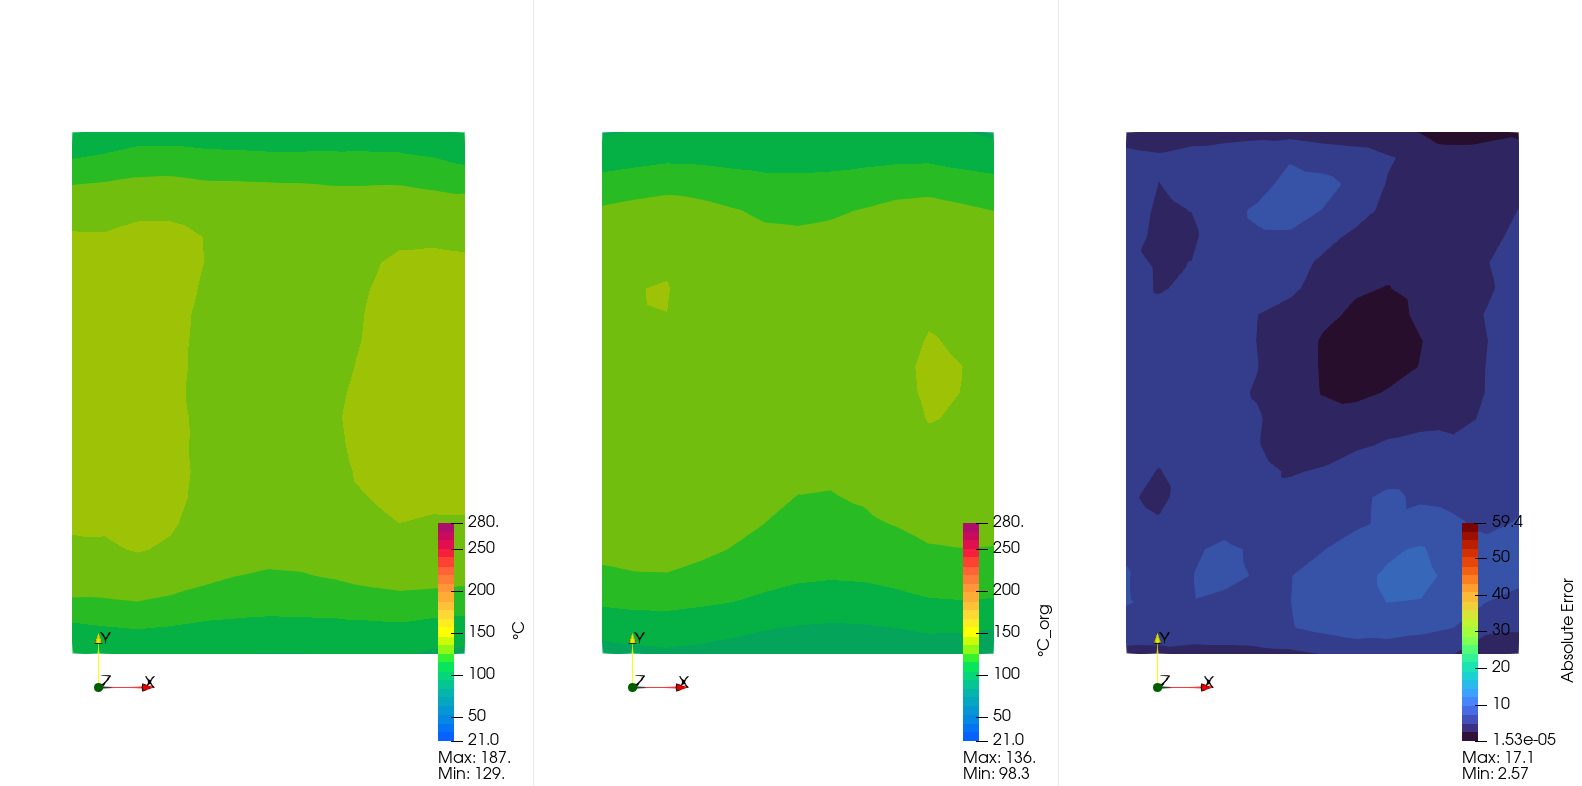 280.
250
200
150
100
50
21.0
°C
Max: 187.
Min: 129.
Y
Z
X
280.
250
200
150
100
50
21.0
°C_org
Max: 136.
Min: 98.3
Y
Z
X
59.4
50
40
30
20
10
1.53e-05
Absolute Error
Max: 17.1
Min: 2.57
Y
Z
X